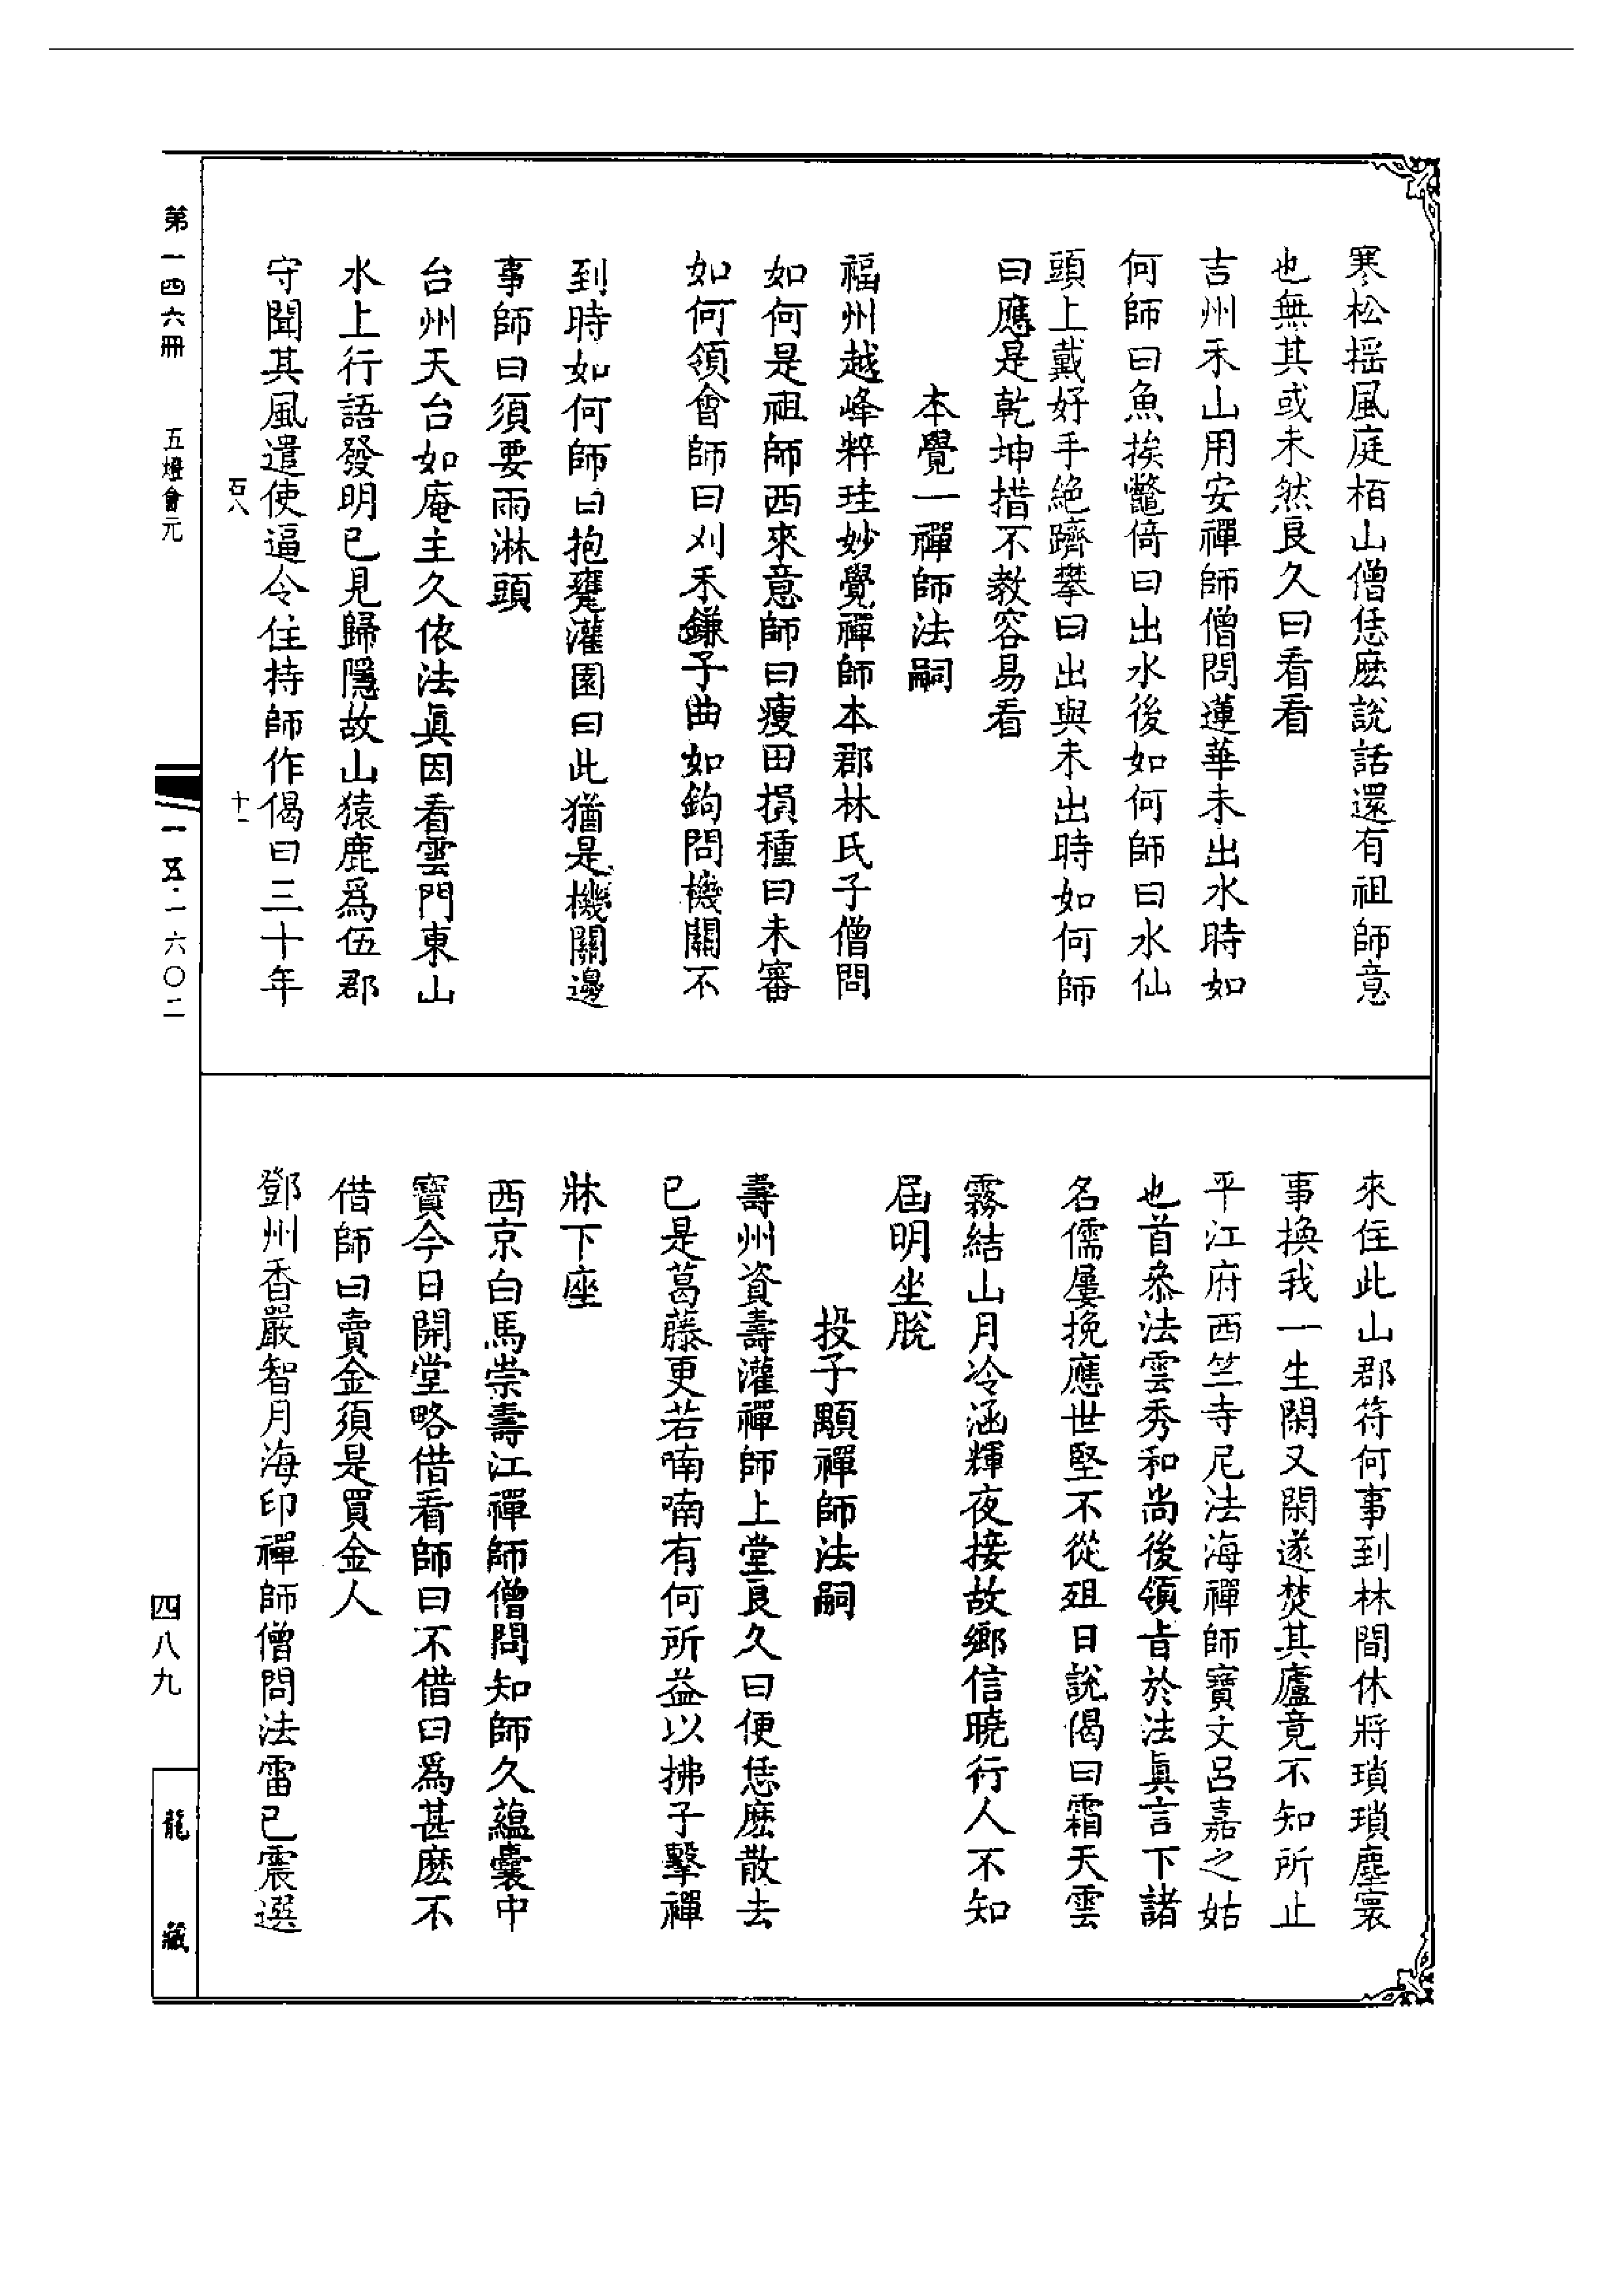 寒松揺風庭栢山僧恁麽說話還有祖師意
也無其或未然良久曰看看
吉州禾山用安禪師僧問蓮華未出水時如
何師曰魚挨鼈倚曰出水後如何師曰水仙
頭上戴好手絕躋攀曰出與未出時如何師
曰應是乾坤措不教容易看
本覺一禪師法嗣
福州越峰粹珪妙覺禪師本郡林氏子僧問
如何是祖師西來意師曰瘦田損種曰未審
如何領會師曰刈禾鎌子曲如鉤問機關不
到時如何師曰抱甕灌園曰此猶是機關邊
事師曰須要雨淋頭
台州天台如庵主久依法眞因看雲門東山
水上行語發明已見歸隱故山猿鹿爲伍郡
守聞其風遣使逼令住持師作偈曰三十年
來住此山郡符何事到林間休將瑣瑣塵寰
事換我一生閑又閑遂焚其廬竟不知所止
平江府西竺寺尼法海禪師寶文呂嘉之姑
也首叅法雲秀和尚後領旨於法眞言下諸
名儒屢挽應世堅不從殂日說偈曰霜天雲
霧結山月冷涵輝夜接故鄉信曉行人不知
屆明坐脫
投子顒禪師法嗣
壽州資壽灌禪師上堂良久曰便恁麽散去
已是葛藤更若喃喃有何所益以拂子擊禪
牀下座
西京白馬崇壽江禪師僧問知師久蘊囊中
寶今日開堂略借看師曰不借曰爲甚麽不
借師曰賣金須是買金人
鄧州香嚴智月海印禪師僧問法雷已震選
第一四六冊 五燈會元
石八 十一
一五·一六〇二
四八九
龍藏